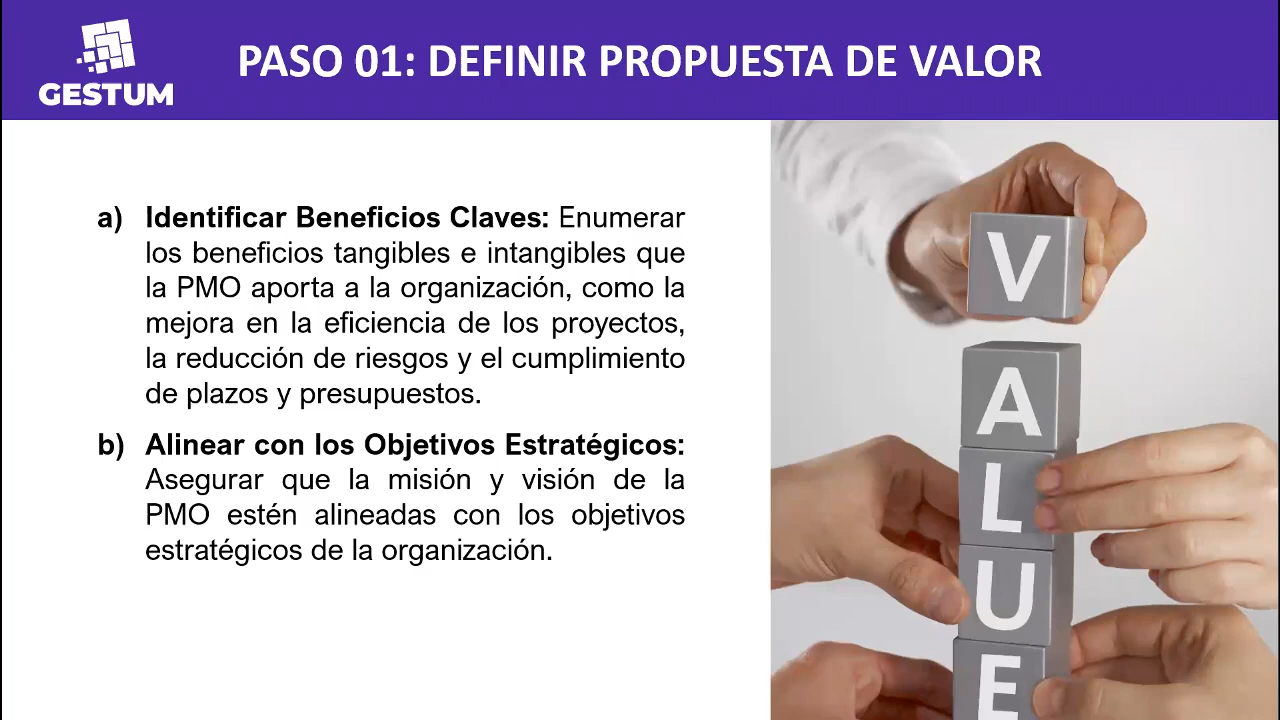 GESTUM
PASO 01: DEFINIR PROPUESTA DE VALOR
a) Identificar Beneficios Claves: Enumerar
los beneficios tangibles e intangibles que
la PMO aporta a la organización, como la
mejora en la eficiencia de los proyectos,
la reducción de riesgos y el cumplimiento
de plazos y presupuestos.
b) Alinear con los Objetivos Estratégicos:
Asegurar que la misión y visión de la
PMO estén alineadas con los objetivos
estratégicos de la organización.
V
A
L
U
E